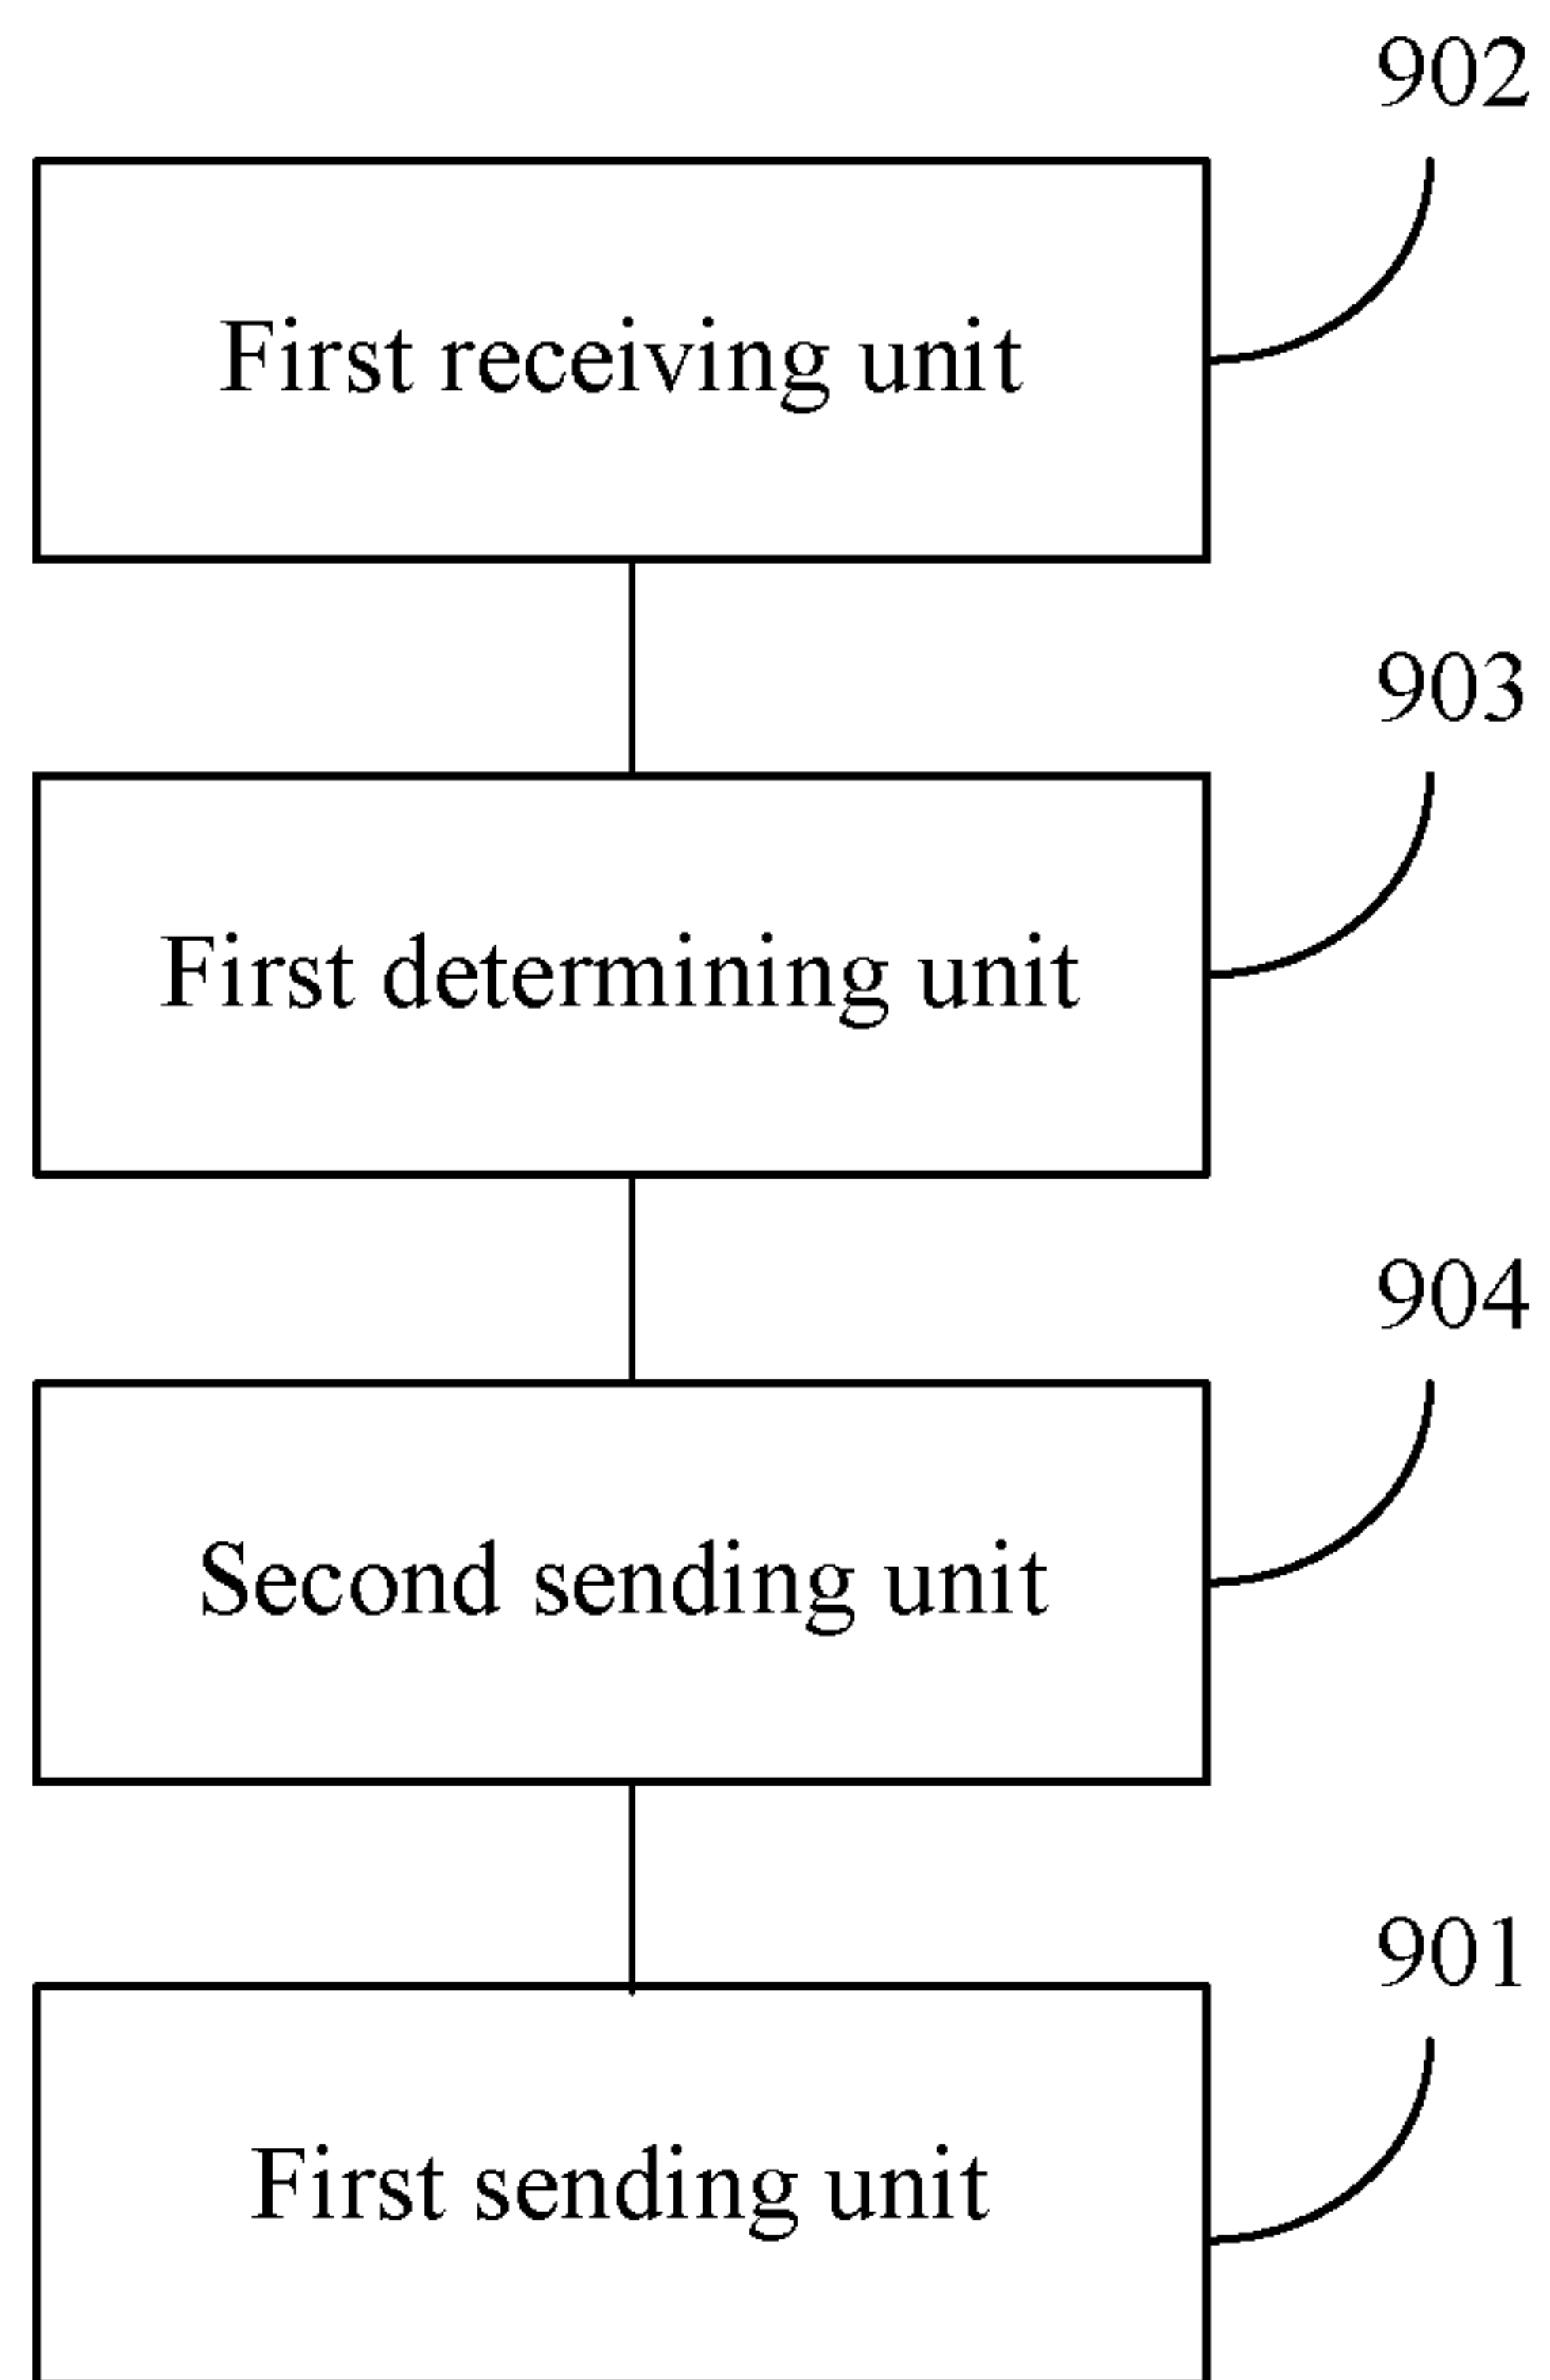 902
First receiving unit
903
First determining unit
904
Second sending unit
901
First sending unit